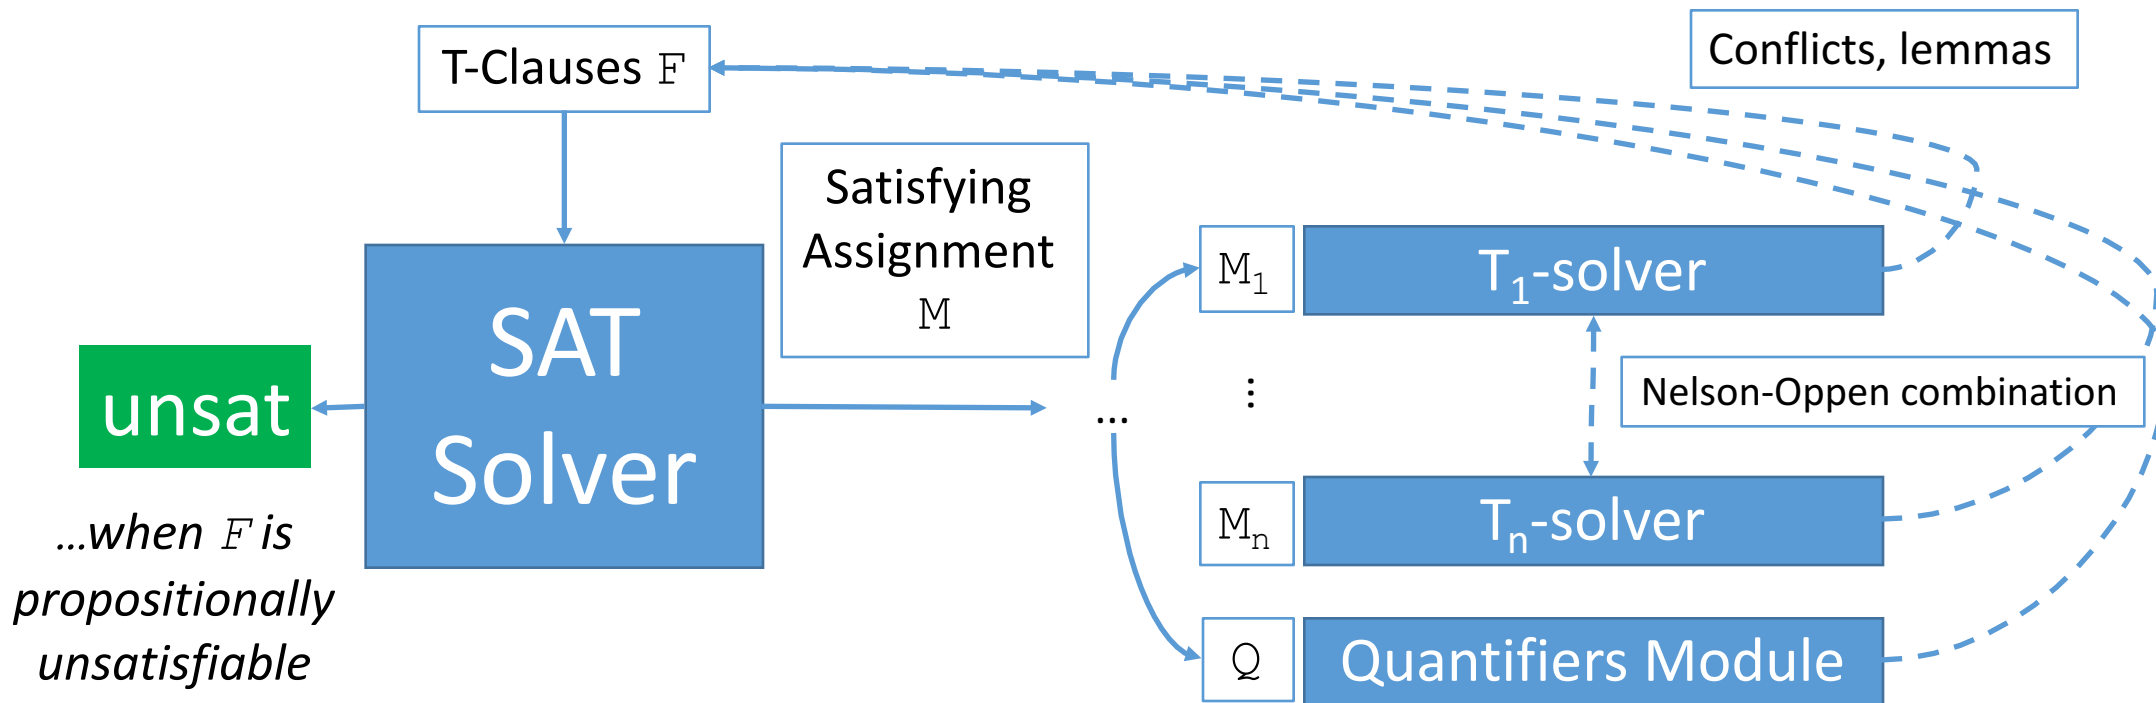 T-Clauses F
Conflicts, lemmas
Satisfying
Assignment
M
SAT
Solver
unsat
...when F is
propositionally
unsatisfiable
...
M₁
T₁-solver
⋮
Nelson-Oppen combination
Mₙ
Tₙ-solver
Q
Quantifiers Module